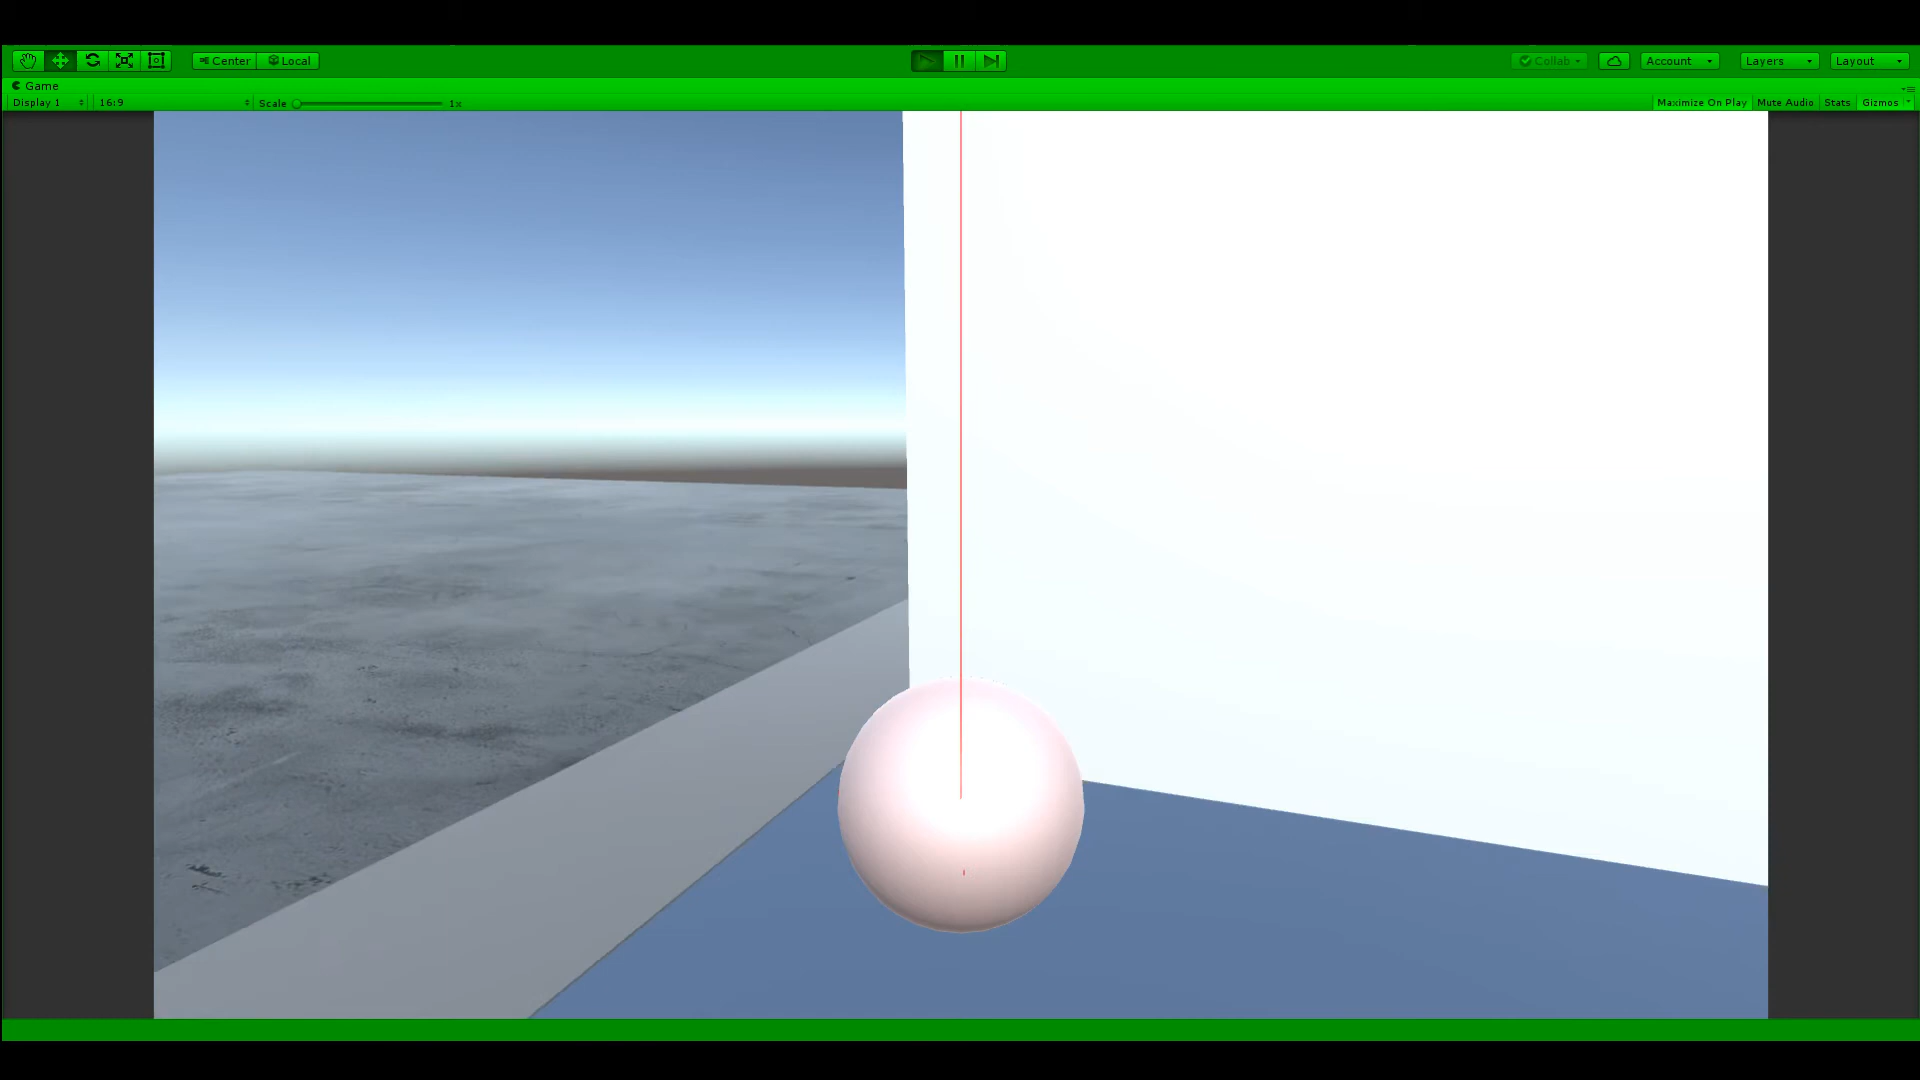 Center Local Collab Account Layers Layout
Game
Display 1 16:9 Scale 1x Maximize On Play Mute Audio Stats Gizmos